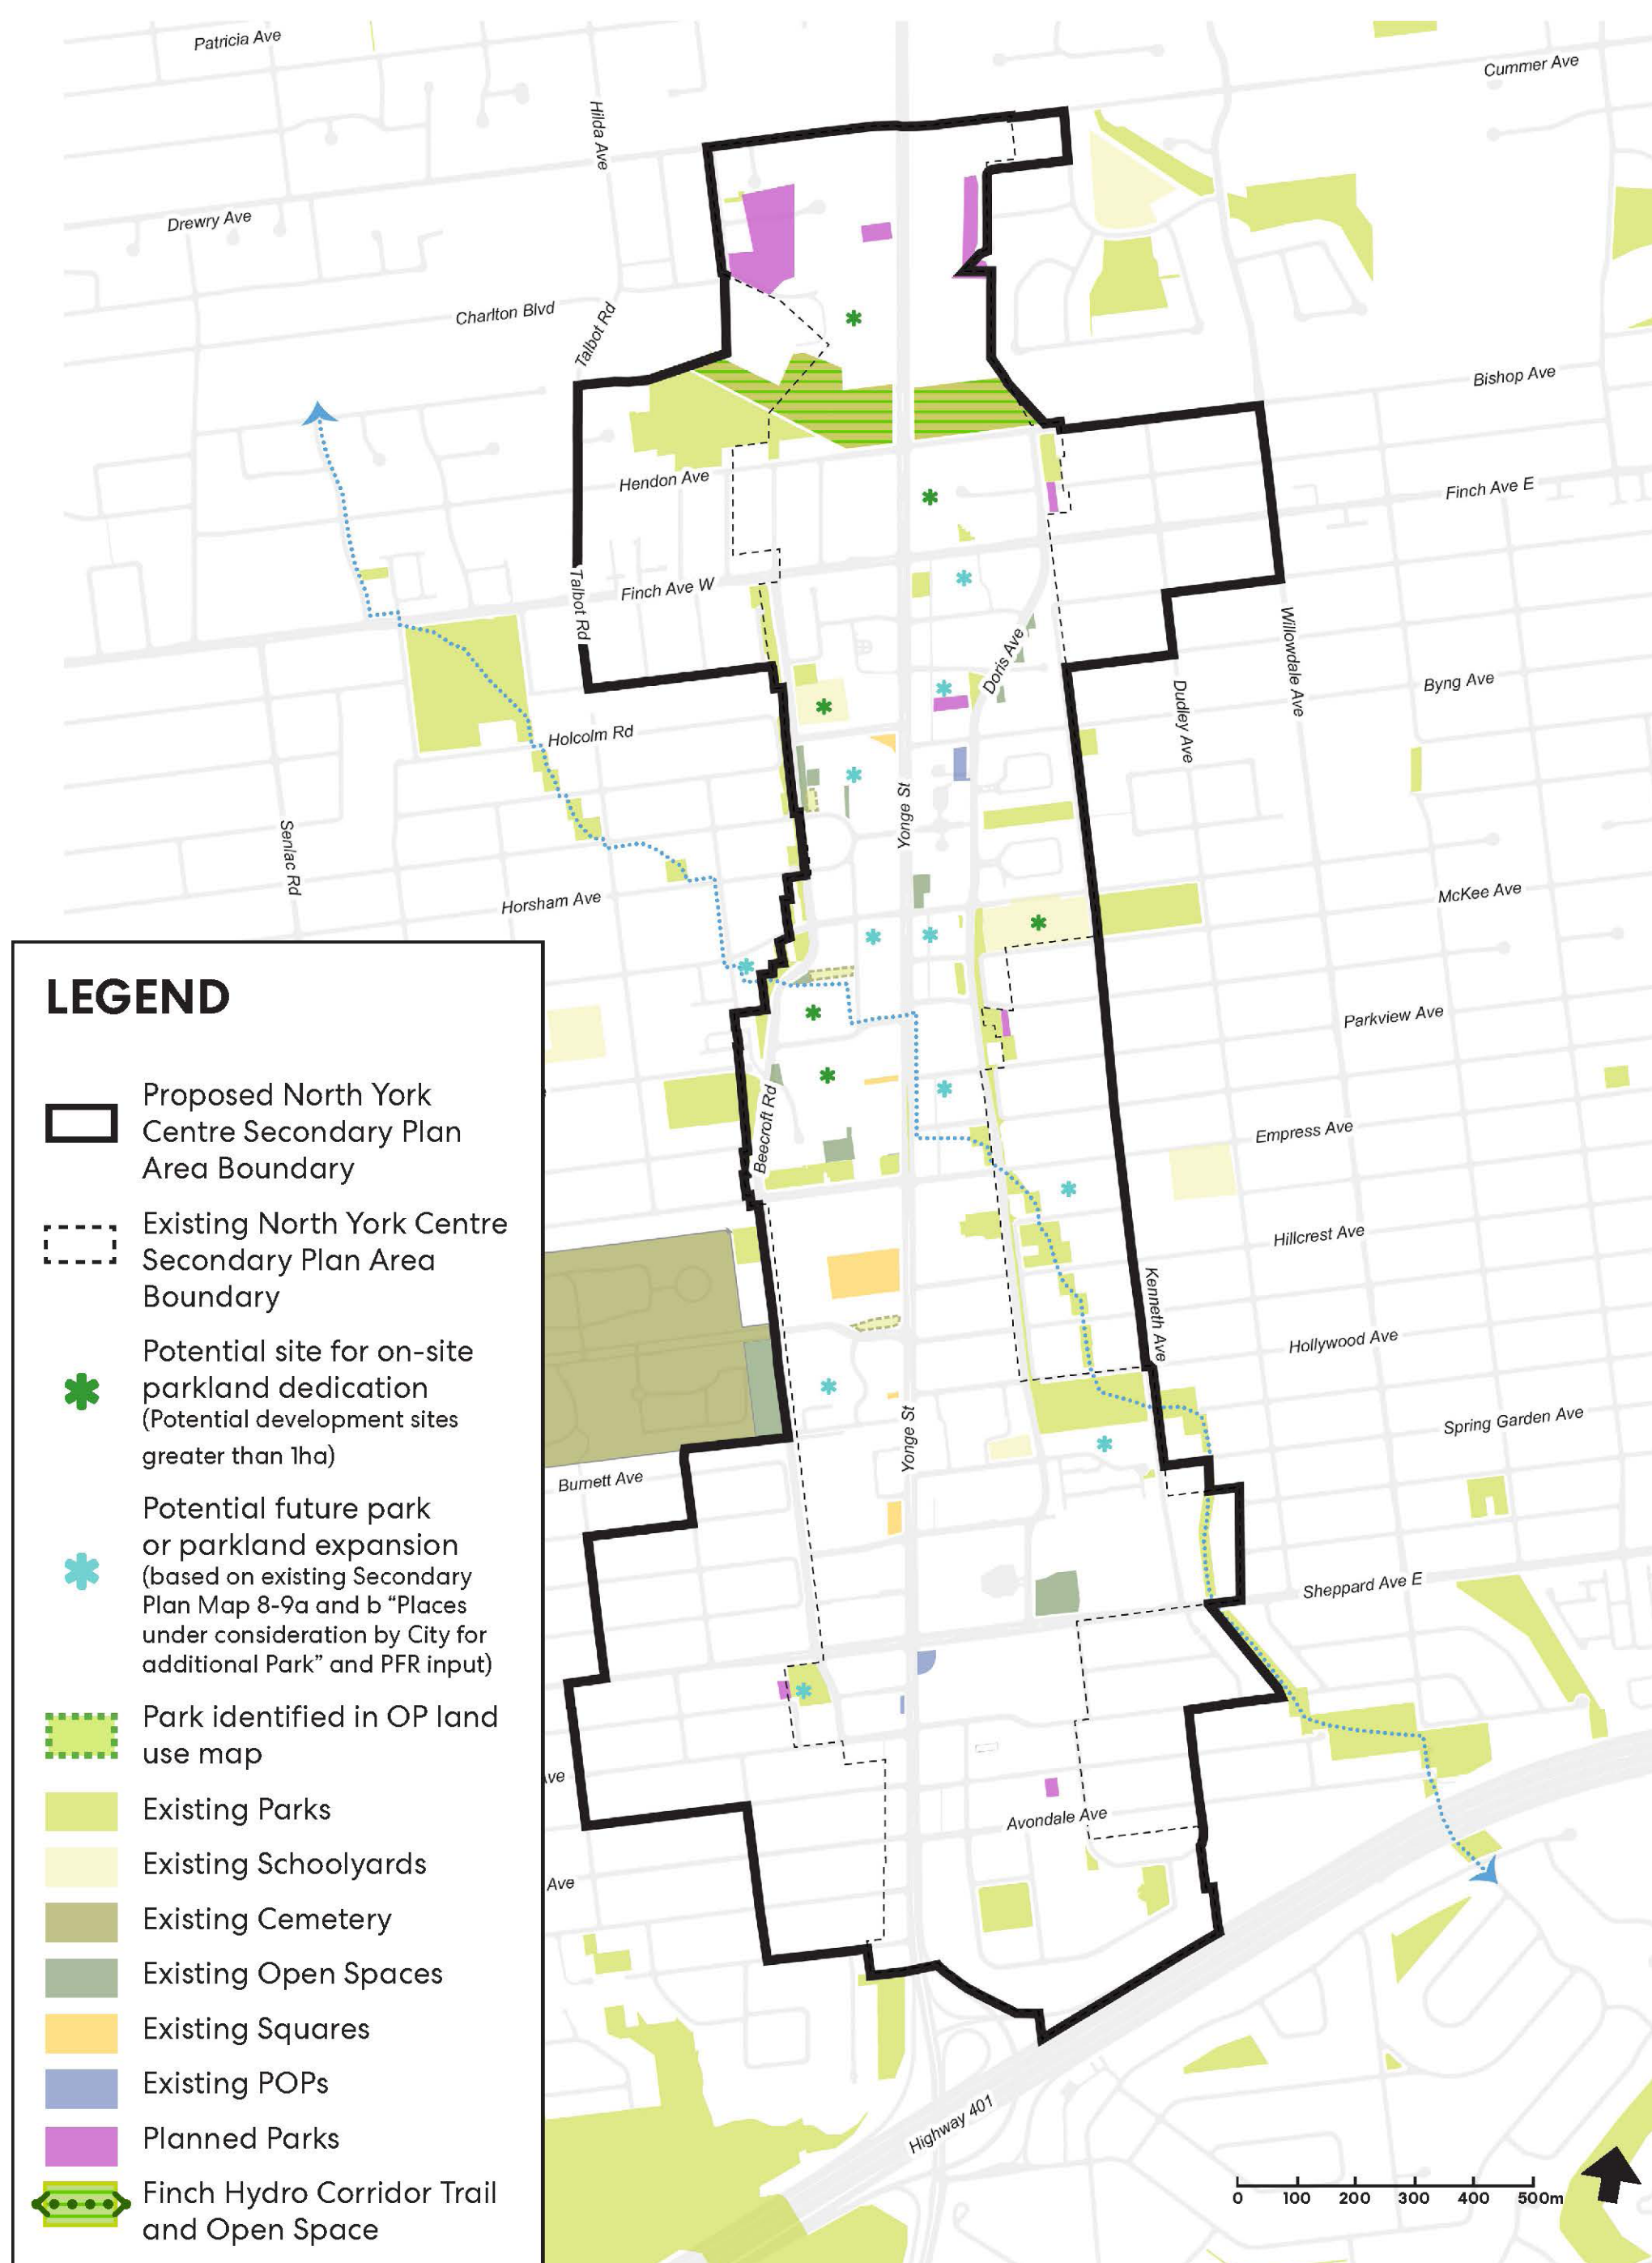 Patricia Ave
Cummer Ave
Hilda Ave
Drewry Ave
Charlton Blvd
Talbot Rd
Bishop Ave
Hendon Ave
Finch Ave E
Finch Ave W
Talbot Rd
Doris Ave
Willowdale Ave
Byng Ave
Dudley Ave
Holcolm Rd
Yonge St
Senlac Rd
McKee Ave
Horsham Ave
Parkview Ave
Beecroft Rd
Empress Ave
Hillcrest Ave
Kenneth Ave
Hollywood Ave
Yonge St
Spring Garden Ave
Burnett Ave
Sheppard Ave E
ve
Avondale Ave
Ave
Highway 401
0 100 200 300 400 500m
LEGEND
Proposed North York
Centre Secondary Plan
Area Boundary
Existing North York Centre
Secondary Plan Area
Boundary
Potential site for on-site
parkland dedication
(Potential development sites
greater than 1ha)
Potential future park
or parkland expansion
(based on existing Secondary
Plan Map 8-9a and b “Places
under consideration by City for
additional Park” and PFR input)
Park identified in OP land
use map
Existing Parks
Existing Schoolyards
Existing Cemetery
Existing Open Spaces
Existing Squares
Existing POPs
Planned Parks
Finch Hydro Corridor Trail
and Open Space